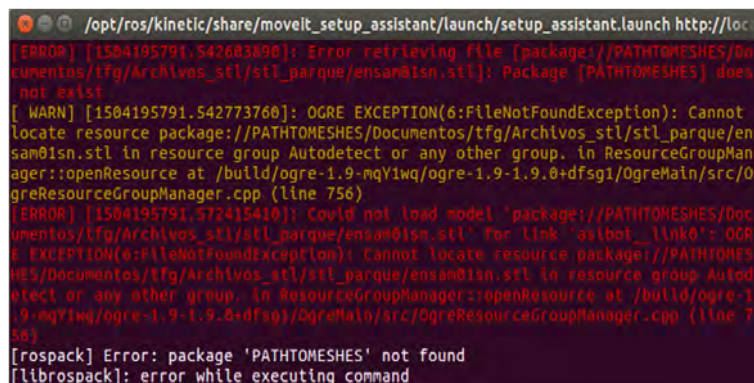 /opt/ros/kinetic/share/moveit_setup_assistant/launch/setup_assistant.launch http://loc
[ERROR] [1504195791.542603890]: Error retrieving file [package://PATHTOMESHES/Do
cumentos/tfg/Archivos_stl/stl_parque/ensam01sn.stl]: Package [PATHTOMESHES] does
not exist
[ WARN] [1504195791.542773760]: OGRE EXCEPTION(6:FileNotFoundException): Cannot
locate resource package://PATHTOMESHES/Documentos/tfg/Archivos_stl/stl_parque/en
sam01sn.stl in resource group Autodetect or any other group. in ResourceGroupMan
ager::openResource at /build/ogre-1.9-mqY1wq/ogre-1.9-1.9.0+dfsg1/OgreMain/src/O
greResourceGroupManager.cpp (line 756)
[ERROR] [1504195791.572415410]: Could not load model 'package://PATHTOMESHES/Doc
umentos/tfg/Archivos_stl/stl_parque/ensam01sn.stl' for link 'asibot__link0': OGR
E EXCEPTION(6:FileNotFoundException): Cannot locate resource package://PATHTOMES
HES/Documentos/tfg/Archivos_stl/stl_parque/ensam01sn.stl in resource group Autod
etect or any other group. in ResourceGroupManager::openResource at /build/ogre-1
.9-mqY1wq/ogre-1.9-1.9.0+dfsg1/OgreMain/src/OgreResourceGroupManager.cpp (line 7
56)
[rospack] Error: package 'PATHTOMESHES' not found
[librospack]: error while executing command